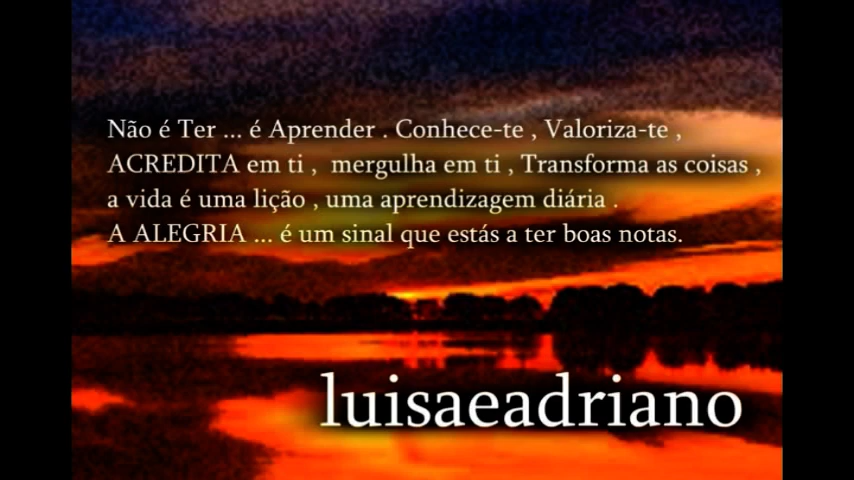 Não é Ter ... é Aprender . Conhece-te , Valoriza-te ,
ACREDITA em ti ,  mergulha em ti , Transforma as coisas ,
a vida é uma lição , uma aprendizagem diária .
A ALEGRIA ... é um sinal que estás a ter boas notas.
luisaeadriano